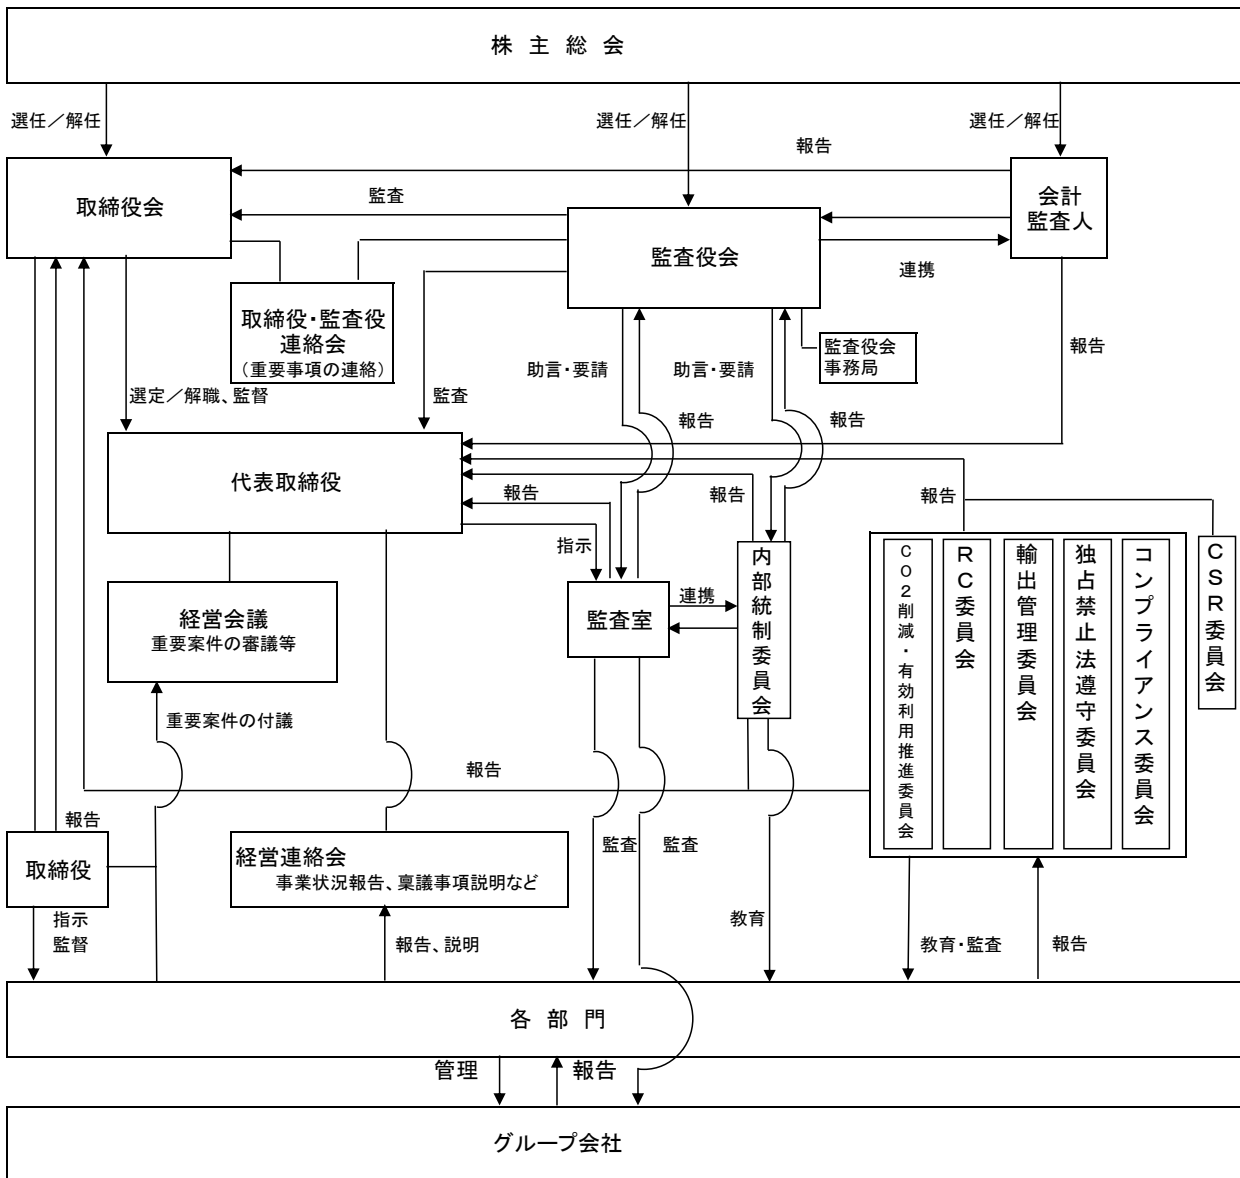 株 主 総 会
選任／解任
選任／解任
選任／解任
報告
取締役会
監査
会計
監査人
監査役会
連携
取締役・監査役
連絡会
（重要事項の連絡）
監査役会
事務局
報告
助言・要請
助言・要請
選定／解職、監督
監査
報告
報告
代表取締役
報告
報告
報告
指示
経営会議
重要案件の審議等
監査室
連携
内部統制委員会
CO2削減・有効利用推進委員会
RC委員会
輸出管理委員会
独占禁止法遵守委員会
コンプライアンス委員会
CSR委員会
重要案件の付議
報告
報告
取締役
経営連絡会
事業状況報告、稟議事項説明など
監査
監査
指示
監督
報告、説明
教育
教育・監査
報告
各 部 門
管理
報告
グループ会社